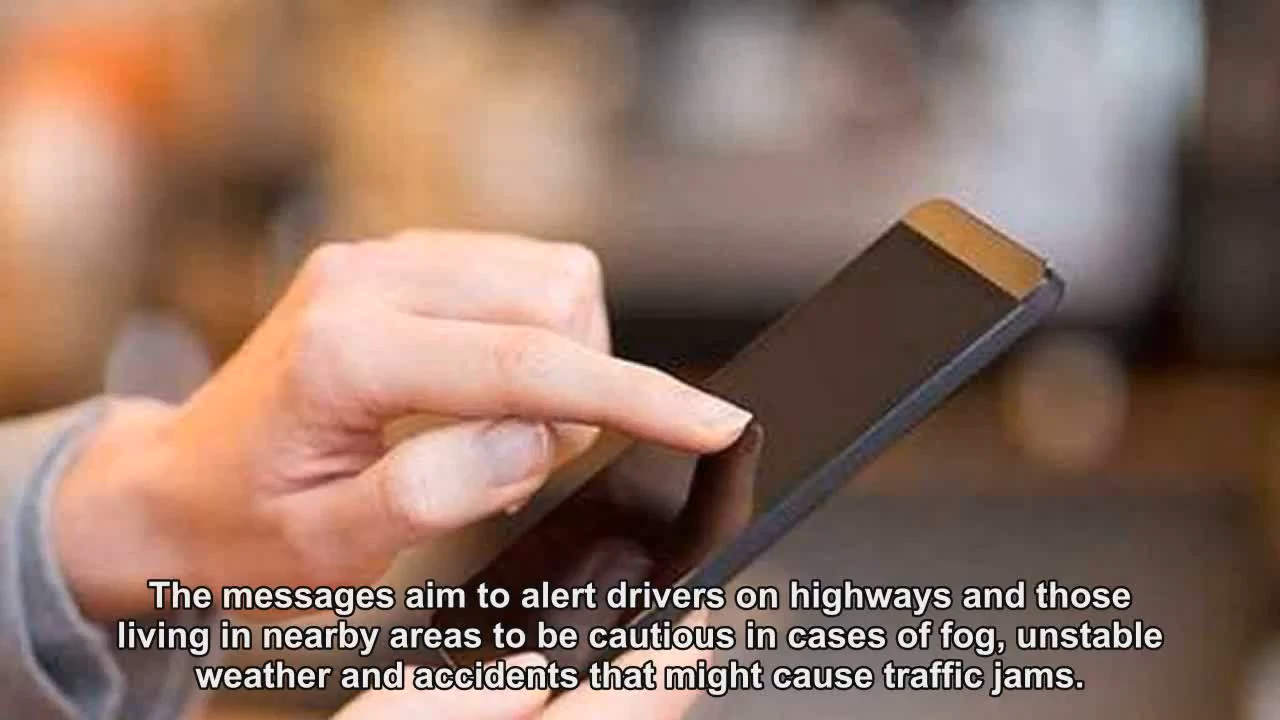 The messages aim to alert drivers on highways and those
living in nearby areas to be cautious in cases of fog, unstable
weather and accidents that might cause traffic jams.